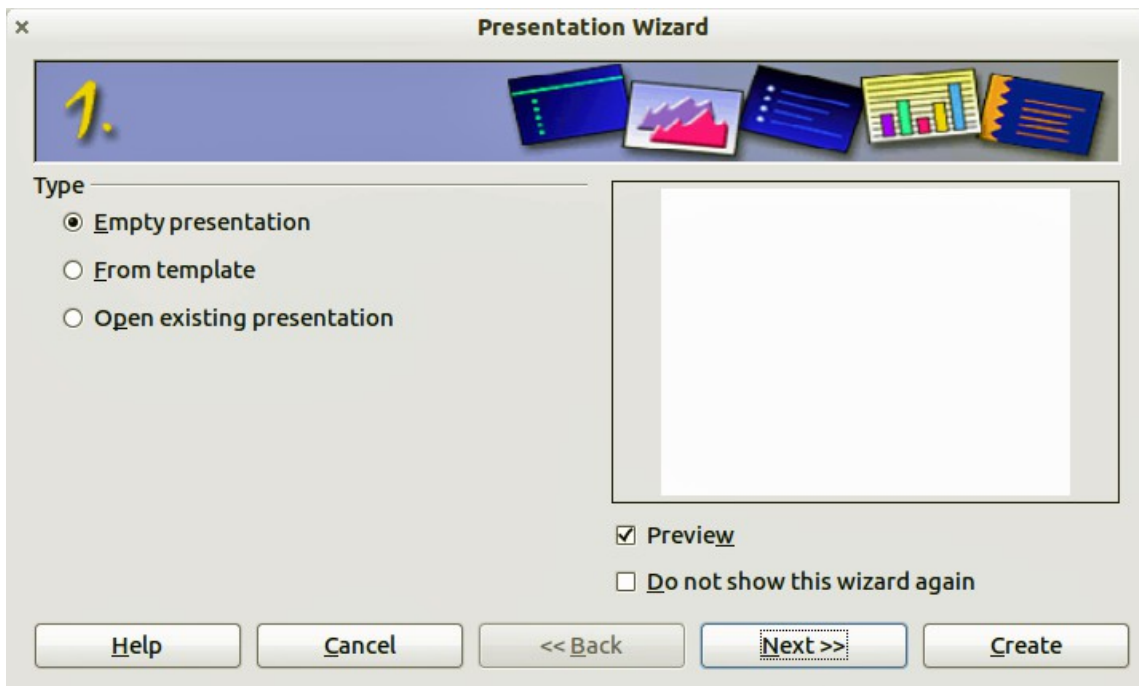 × Presentation Wizard
1.
Type
Empty presentation
From template
Open existing presentation
Preview
Do not show this wizard again
Help Cancel << Back Next >> Create